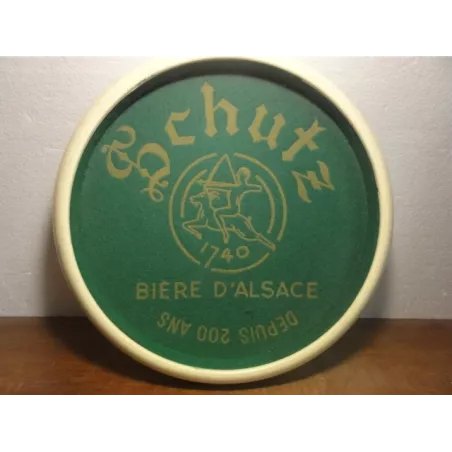 Schutz
1740
BIÈRE D'ALSACE
DEPUIS 200 ANS